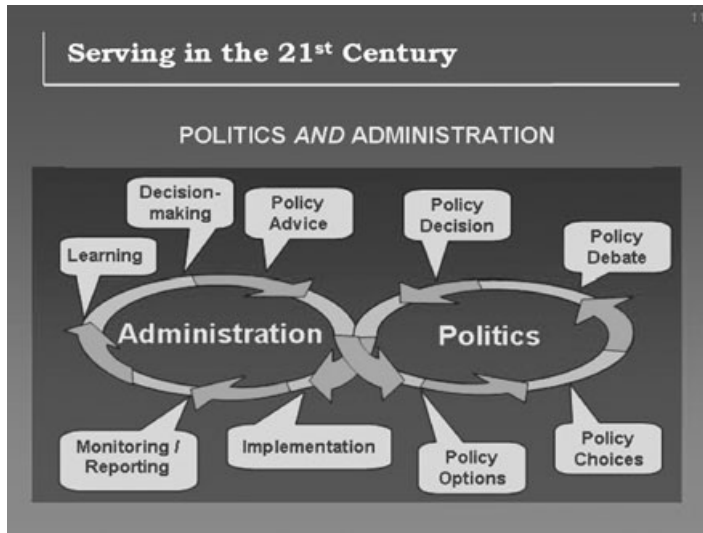 11
Serving in the 21st Century
POLITICS AND ADMINISTRATION
Decision-
making
Policy
Advice
Policy
Decision
Policy
Debate
Learning
Administration
Politics
Monitoring /
Reporting
Implementation
Policy
Options
Policy
Choices